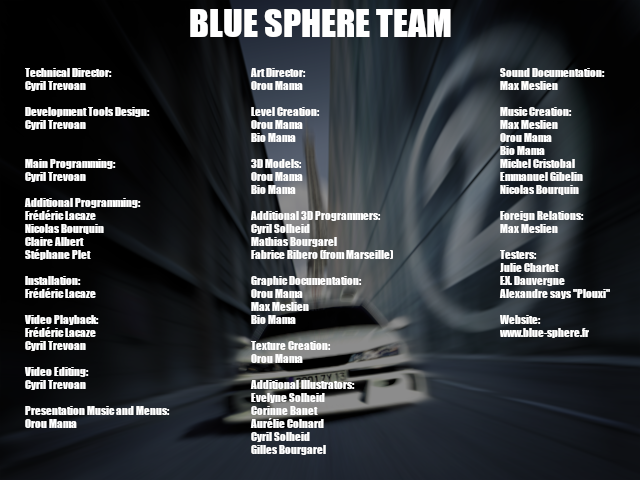 BLUE SPHERE TEAM
Technical Director:
Cyril Trevoan
Development Tools Design:
Cyril Trevoan
Main Programming:
Cyril Trevoan
Additional Programming:
Frédéric Lacaze
Nicolas Bourquin
Claire Albert
Stéphane Plet
Installation:
Frédéric Lacaze
Video Playback:
Frédéric Lacaze
Cyril Trevoan
Video Editing:
Cyril Trevoan
Presentation Music and Menus:
Orou Mama
Art Director:
Orou Mama
Level Creation:
Orou Mama
Bio Mama
3D Models:
Orou Mama
Bio Mama
Additional 3D Programmers:
Cyril Solheid
Mathias Bourgarel
Fabrice Ribero (from Marseille)
Graphic Documentation:
Orou Mama
Max Meslien
Bio Mama
Texture Creation:
Orou Mama
Additional Illustrators:
Evelyne Solheid
Corinne Banet
Aurélie Colnard
Cyril Solheid
Gilles Bourgarel
Sound Documentation:
Max Meslien
Music Creation:
Max Meslien
Orou Mama
Bio Mama
Michel Cristobal
Emmanuel Gibelin
Nicolas Bourquin
Foreign Relations:
Max Meslien
Testers:
Julie Chartet
EX. Dauvergne
Alexandre says "Plouxi"
Website:
www.blue-sphere.fr